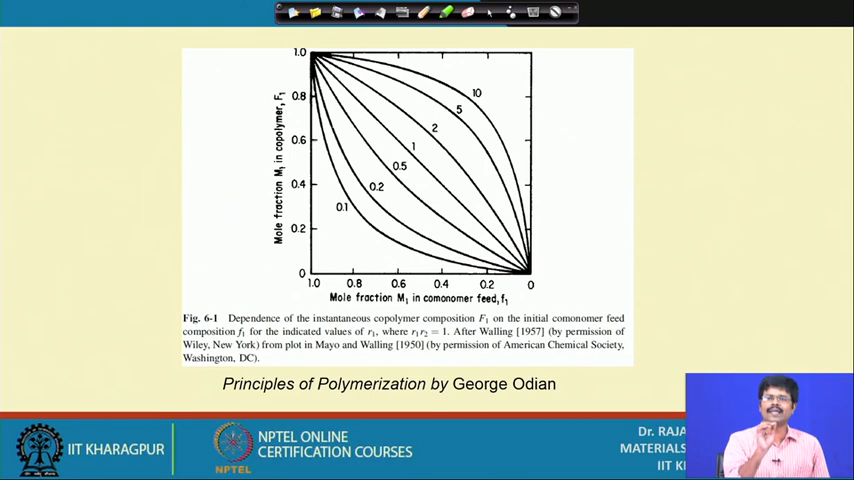 1.0
0.8
0.6
0.4
0.2
0
Mole fraction M₁ in copolymer, F₁
10
5
2
1
0.5
0.2
0.1
1.0 0.8 0.6 0.4 0.2 0
Mole fraction M₁ in comonomer feed, f₁
Fig. 6-1 Dependence of the instantaneous copolymer composition F₁ on the initial comonomer feed
composition f₁ for the indicated values of r₁, where r₁r₂ = 1. After Walling [1957] (by permission of
Wiley, New York) from plot in Mayo and Walling [1950] (by permission of American Chemical Society,
Washington, DC).
Principles of Polymerization by George Odian
IIT KHARAGPUR
NPTEL
NPTEL ONLINE
CERTIFICATION COURSES
Dr. RAJA
MATERIALS
IIT K